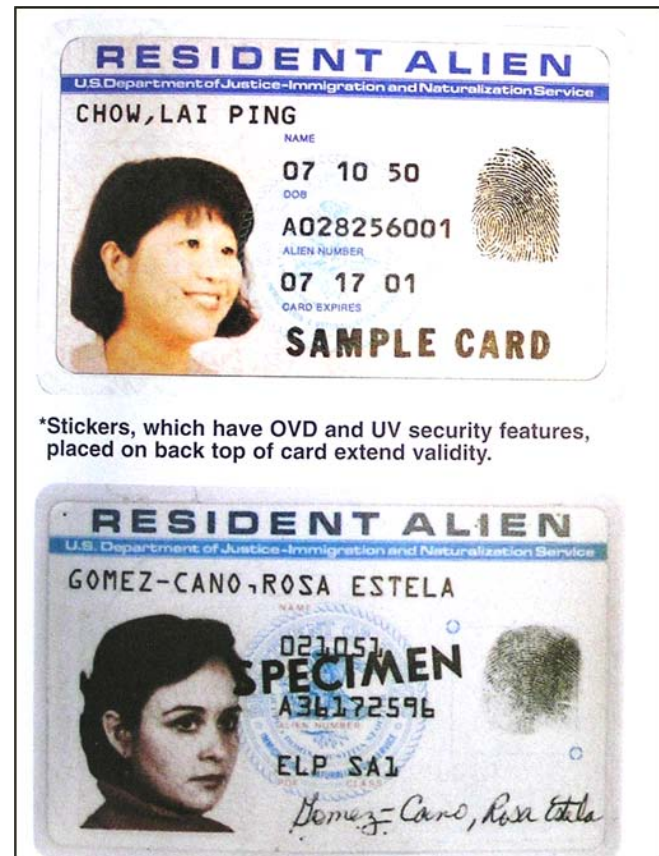 RESIDENT ALIEN
U.S. Department of Justice-Immigration and Naturalization Service
CHOW, LAI PING
NAME
07 10 50
DOB
A028256001
ALIEN NUMBER
07 17 01
CARD EXPIRES
SAMPLE CARD
*Stickers, which have OVD and UV security features,
placed on back top of card extend validity.
RESIDENT ALIEN
U.S. Department of Justice-Immigration and Naturalization Service
GOMEZ-CANO, ROSA ESTELA
NAME
021051
SPECIMEN
A36172596
ALIEN NUMBER
ELP SA1
CLASS
Gomez-Cano, Rosa Estela